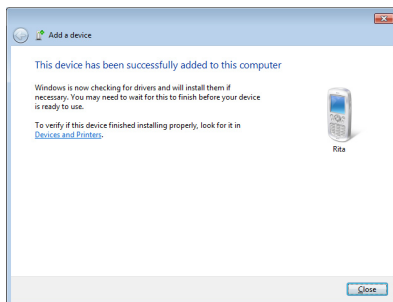 Add a device
This device has been successfully added to this computer
Windows is now checking for drivers and will install them if
necessary. You may need to wait for this to finish before your device
is ready to use.
To verify if this device finished installing properly, look for it in
Devices and Printers.
Rita
Close